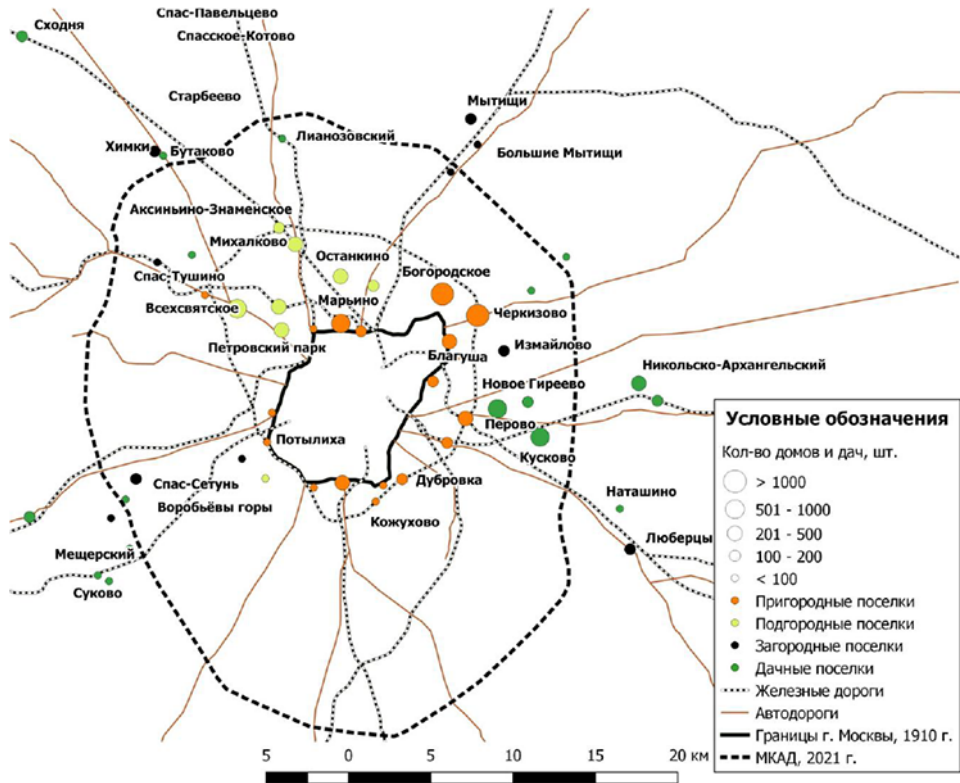 Спас-Павельцево
Сходня
Спасское-Котово
Старбеево
Мытищи
Лианозовский
Химки
Бутаково
Большие Мытищи
Аксиньино-Знаменское
Михалково
Останкино
Богородское
Спас-Тушино
Марьино
Всехсвятское
Черкизово
Петровский парк
Благуша
Измайлово
Никольско-Архангельский
Новое Гиреево
Перово
Потылиха
Кусково
Спас-Сетунь
Дубровка
Воробьёвы горы
Наташино
Кожухово
Люберцы
Мещерский
Суково
Условные обозначения
Кол-во домов и дач, шт.
> 1000
501 - 1000
201 - 500
100 - 200
< 100
Пригородные поселки
Подгородные поселки
Загородные поселки
Дачные поселки
Железные дороги
Автодороги
Границы г. Москвы, 1910 г.
МКАД, 2021 г.
5 0 5 10 15 20 км